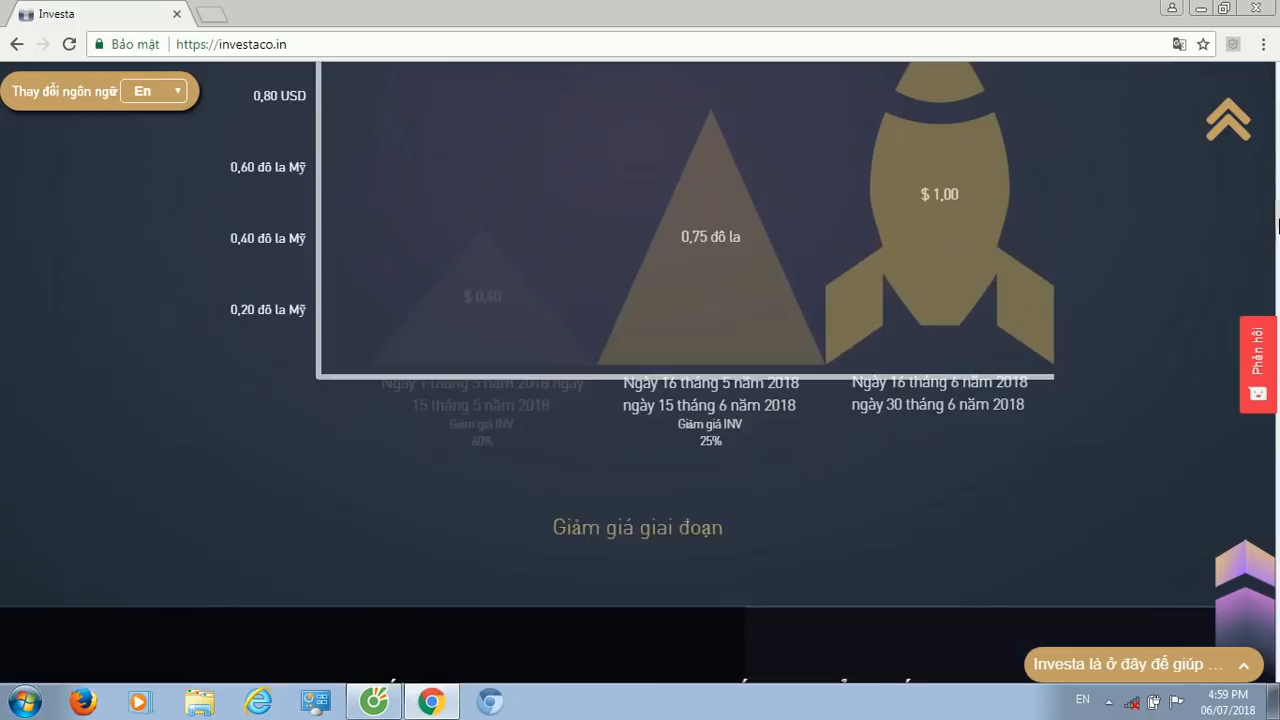 Investa
Bảo mật
https://investaco.in
Thay đổi ngôn ngữ
En
0,80 USD
0,60 đô la Mỹ
0,40 đô la Mỹ
0,20 đô la Mỹ
$ 0,40
0,75 đô la
$ 1,00
Ngày 1 tháng 5 năm 2018 ngày
15 tháng 5 năm 2018
Giảm giá INV
60%
Ngày 16 tháng 5 năm 2018
ngày 15 tháng 6 năm 2018
Giảm giá INV
25%
Ngày 16 tháng 6 năm 2018
ngày 30 tháng 6 năm 2018
Phản hồi
Giảm giá giai đoạn
Investa là ở đây để giúp ...
EN
4:59 PM
06/07/2018